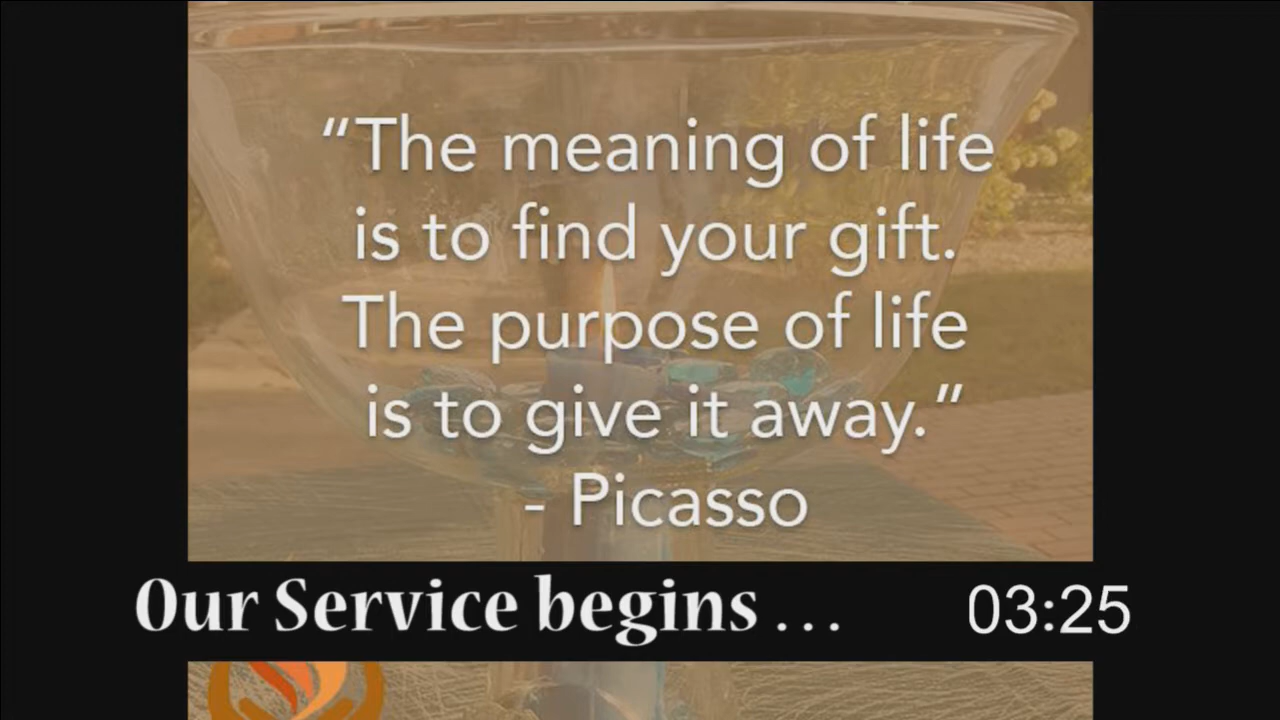 “The meaning of life
is to find your gift.
The purpose of life
is to give it away.”
- Picasso
Our Service begins ... 03:25